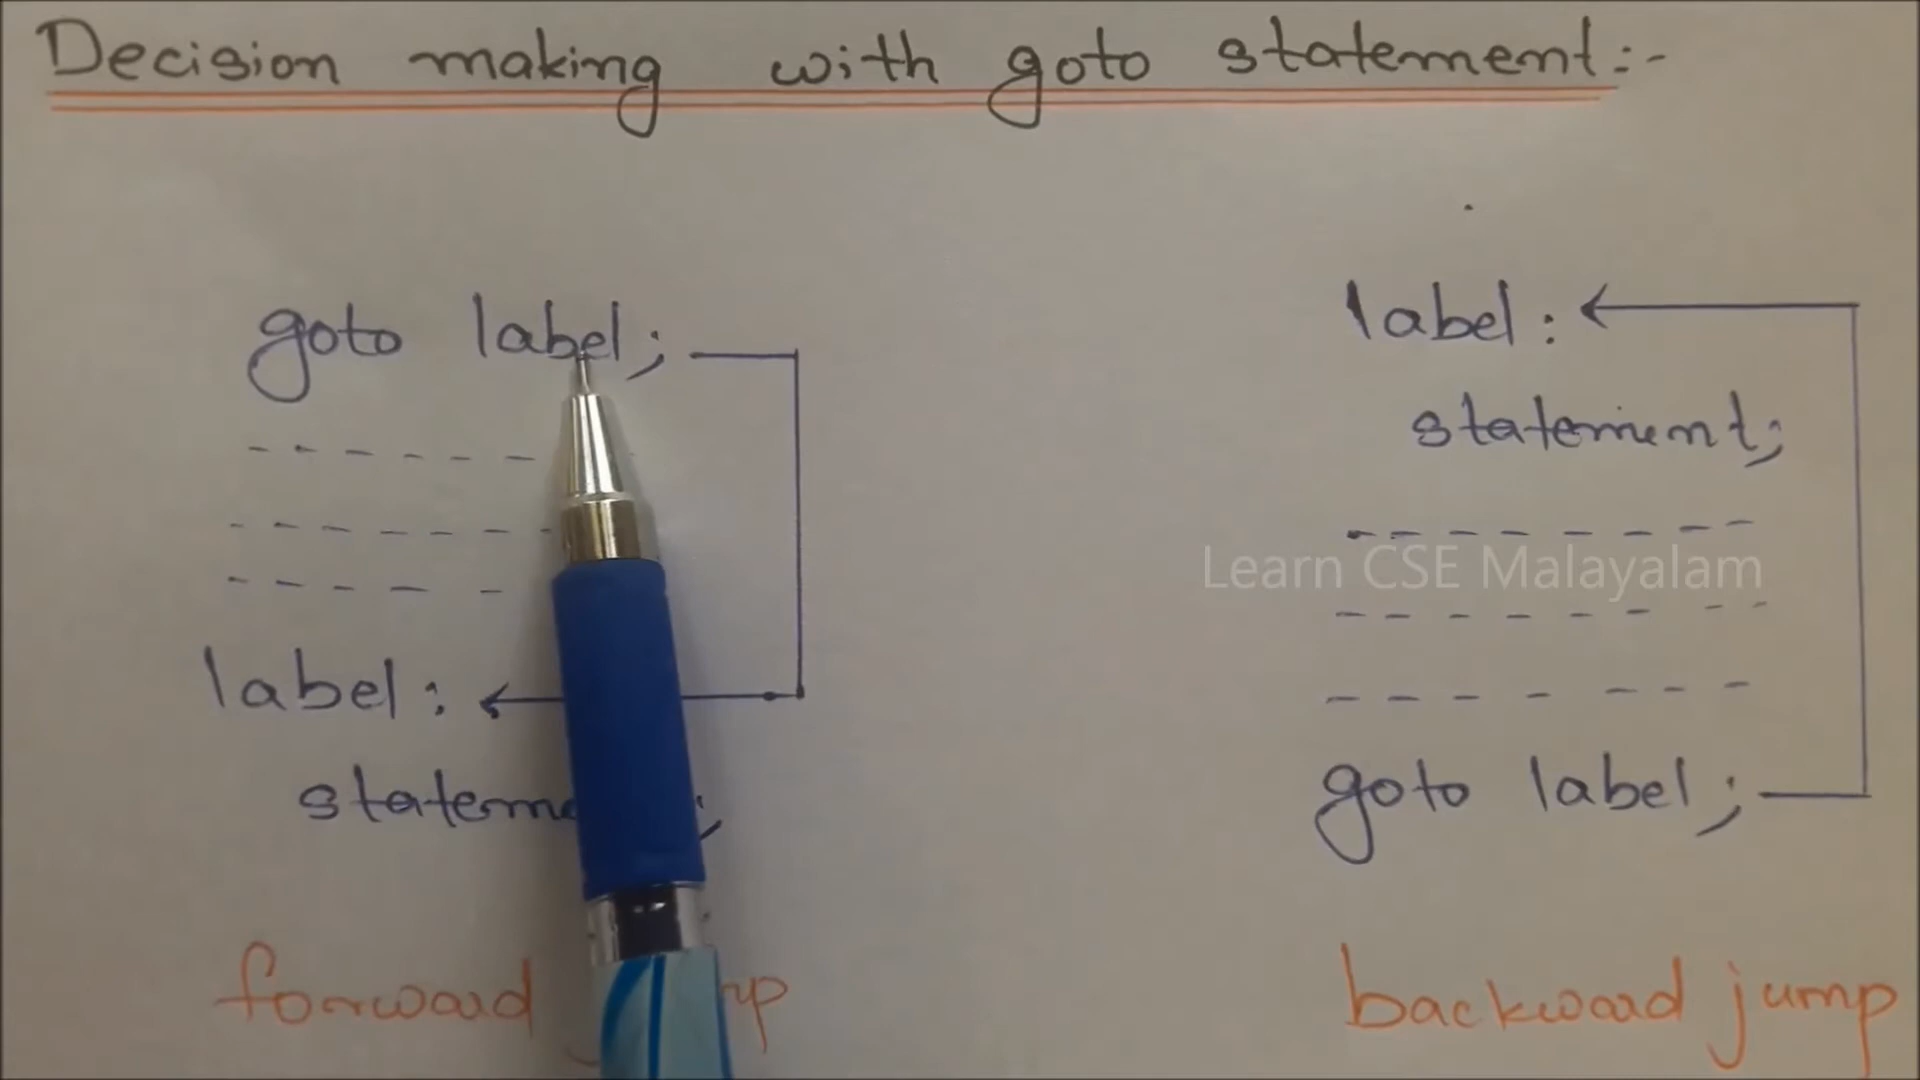 Decision making with goto statement:-
goto label;
label:
label:
statement;
statement;
goto label;
forward
backward jump
Learn CSE Malayalam